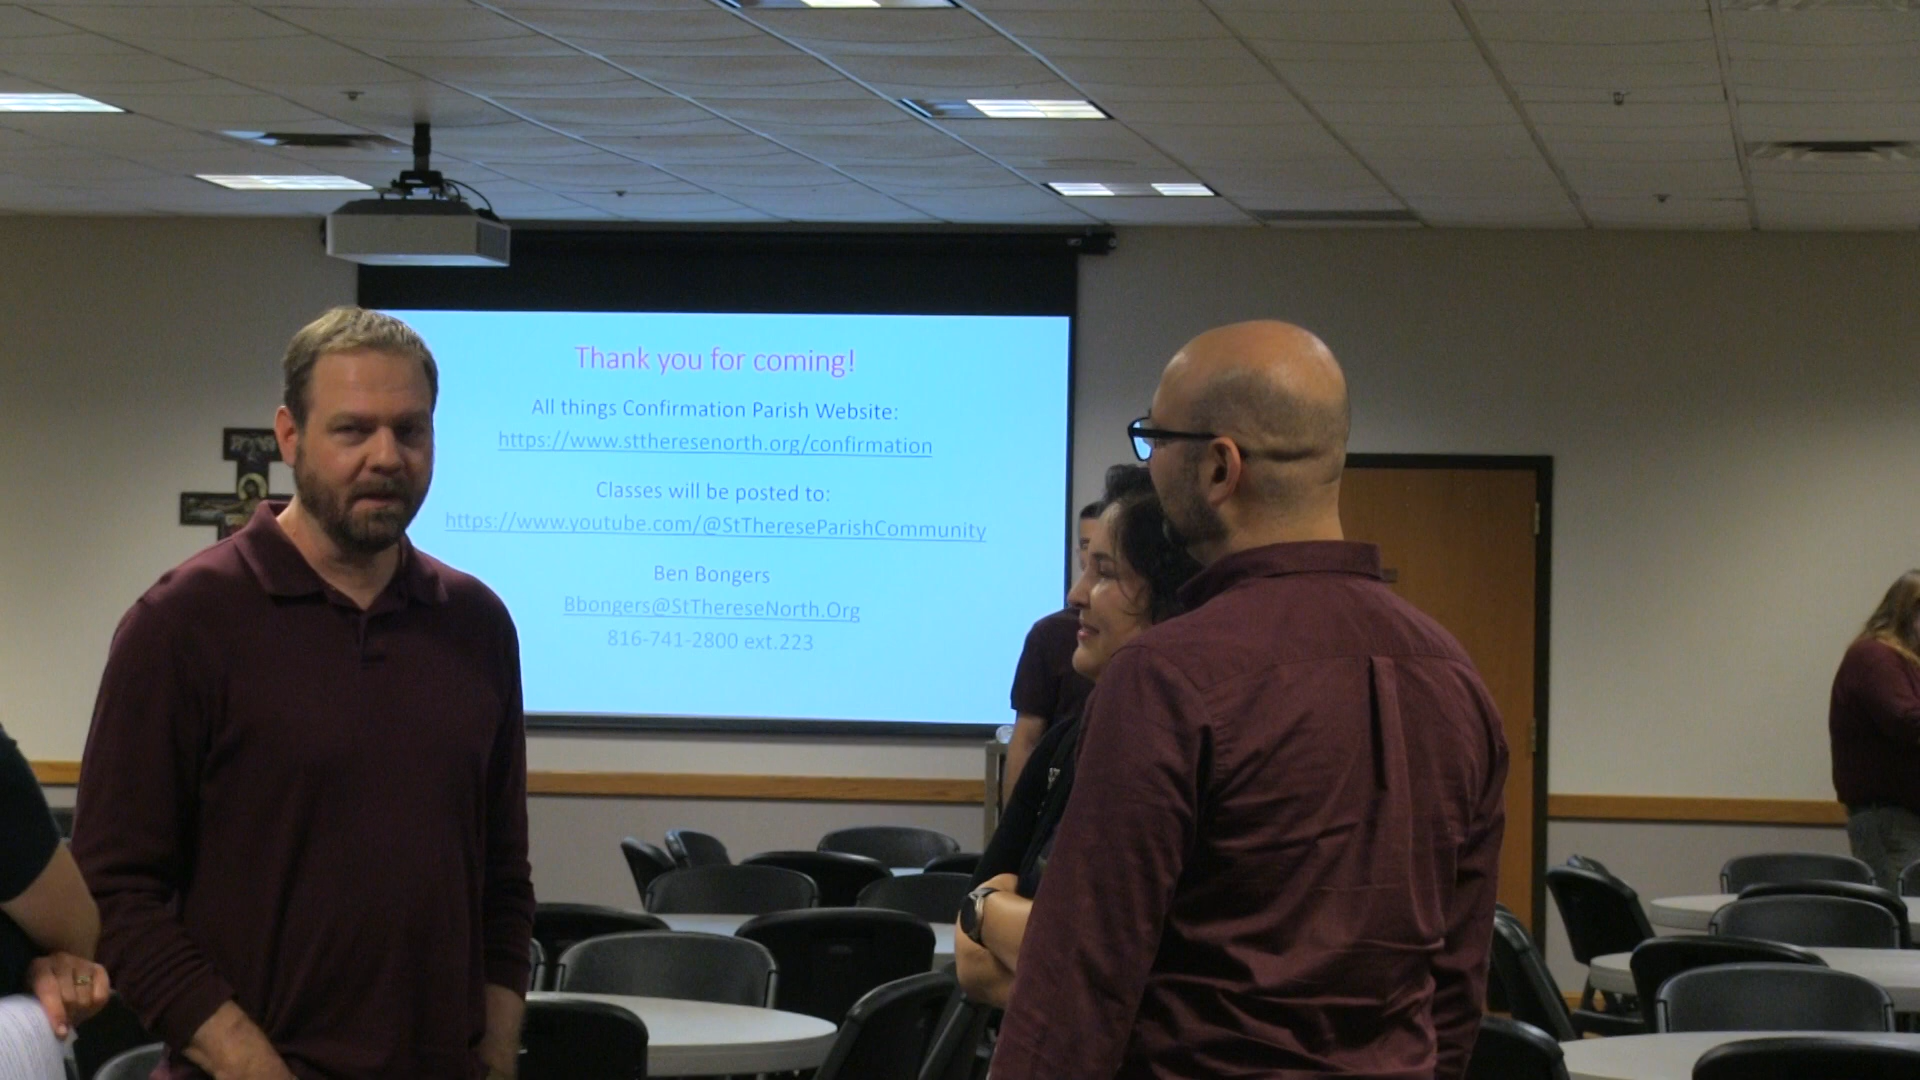 Thank you for coming!
All things Confirmation Parish Website:
https://www.sttheresenorth.org/confirmation
Classes will be posted to:
https://www.youtube.com/@StThereseParishCommunity
Ben Bongers
Bbongers@StThereseNorth.Org
816-741-2800 ext.223